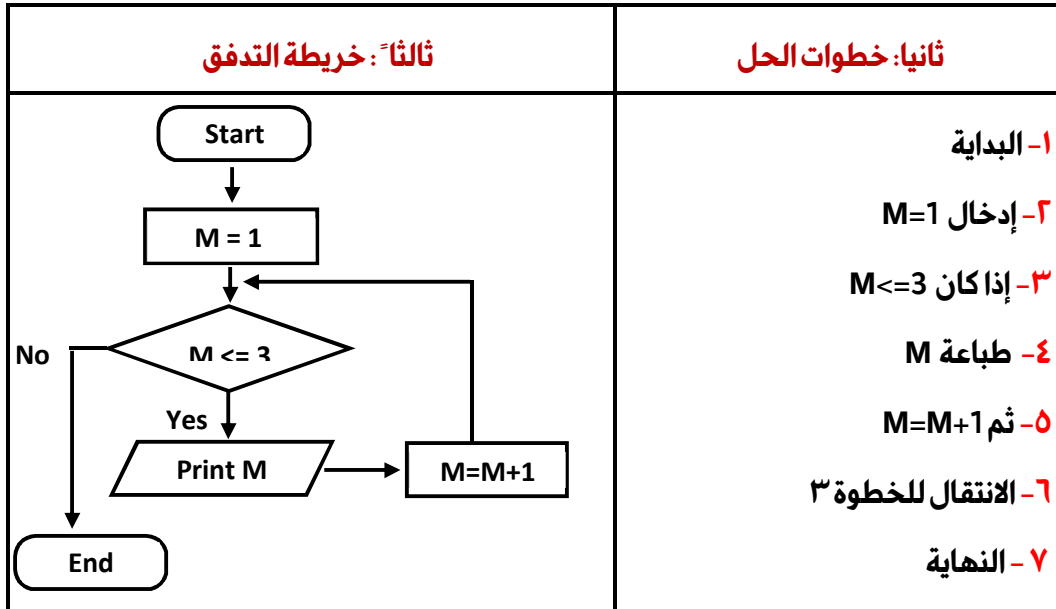 ثانيا: خطوات الحل
١- البداية
٢- إدخال M=1
٣- إذا كان M<=3
٤- طباعة M
٥- ثم M=M+1
٦- الانتقال للخطوة ٣
٧ - النهاية
ثالثا ً: خريطة التدفق
Start
M = 1
M <= 3
No
Yes
Print M
M=M+1
End